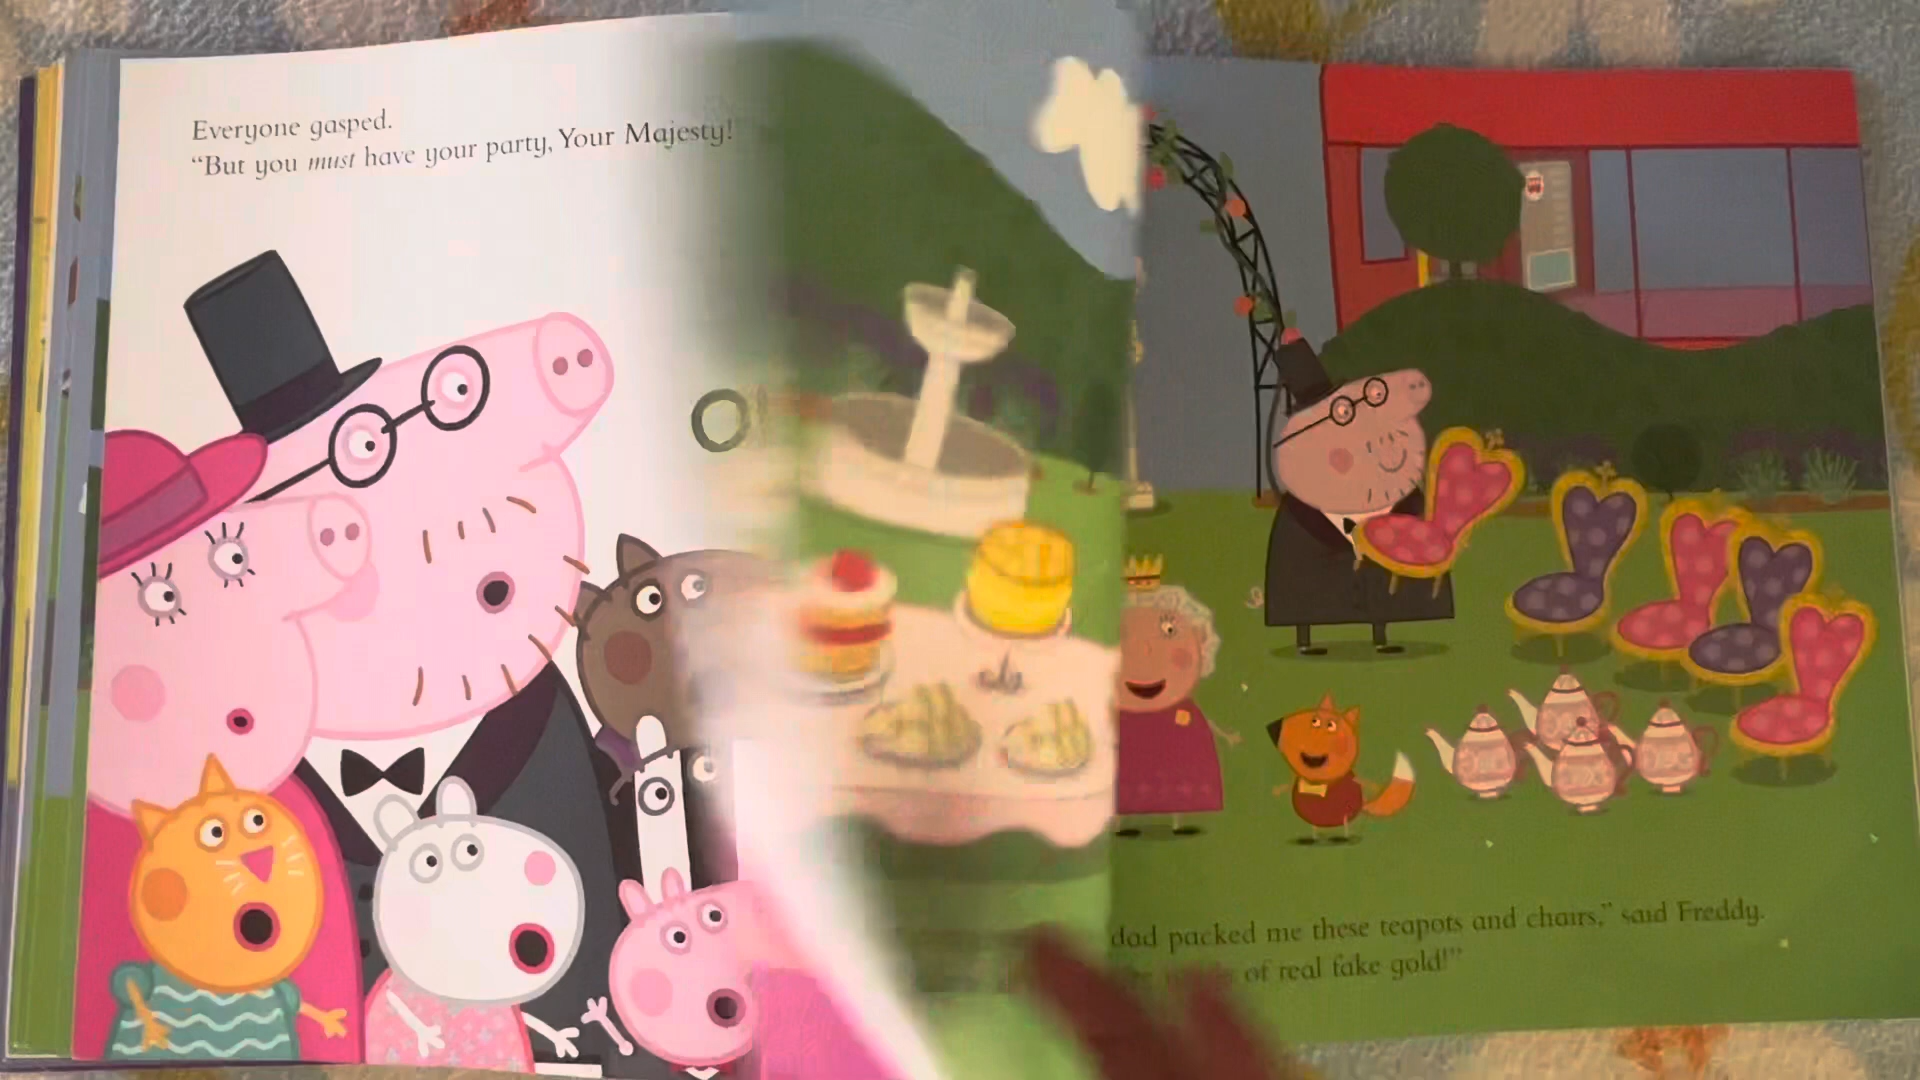 Everyone gasped.
“But you must have your party, Your Majesty!
dad packed me these teapots and chairs,” said Freddy.
of real fake gold!”